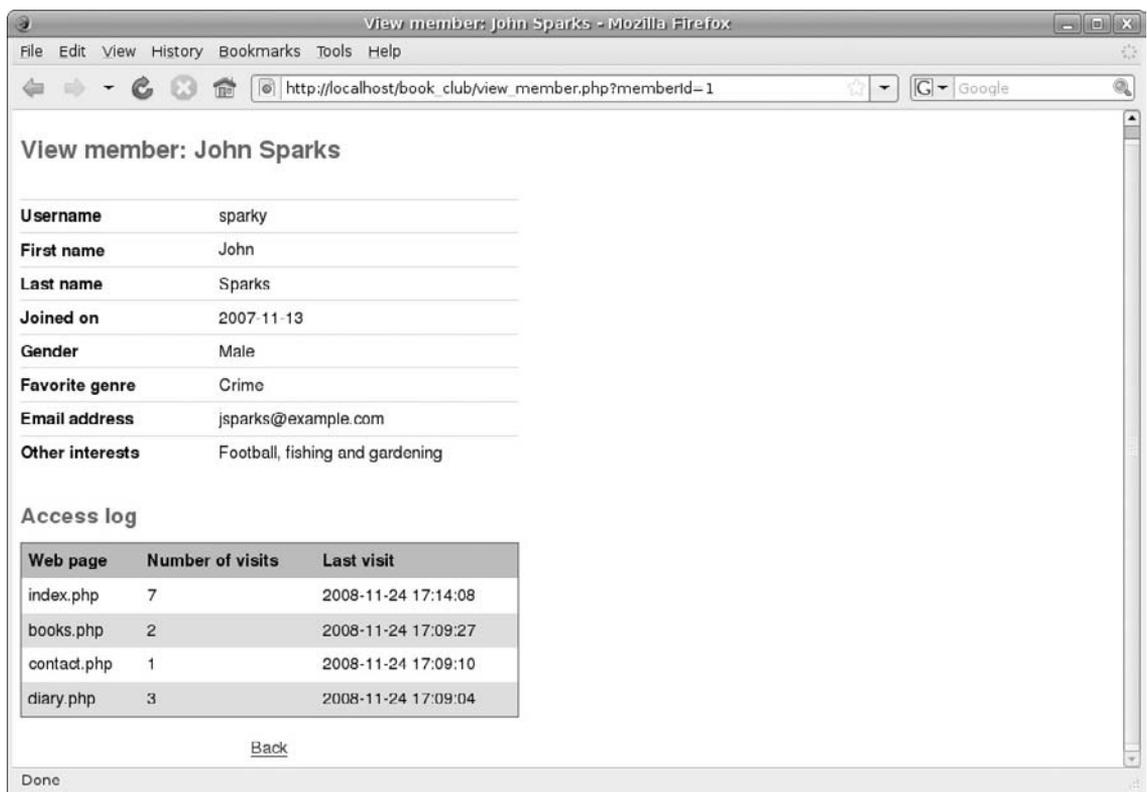 View member: John Sparks - Mozilla Firefox
File Edit View History Bookmarks Tools Help
http://localhost/book_club/view_member.php?memberId=1
G Google
View member: John Sparks
Username sparky
First name John
Last name Sparks
Joined on 2007-11-13
Gender Male
Favorite genre Crime
Email address jsparks@example.com
Other interests Football, fishing and gardening
Access log
Web page Number of visits Last visit
index.php 7 2008-11-24 17:14:08
books.php 2 2008-11-24 17:09:27
contact.php 1 2008-11-24 17:09:10
diary.php 3 2008-11-24 17:09:04
Back
Done